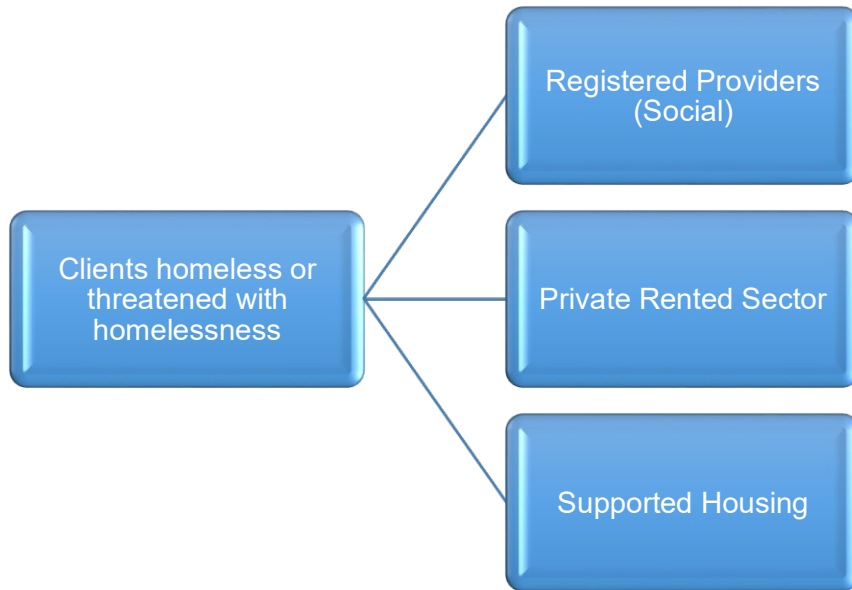 Registered Providers
(Social)
Clients homeless or
threatened with
homelessness
Private Rented Sector
Supported Housing